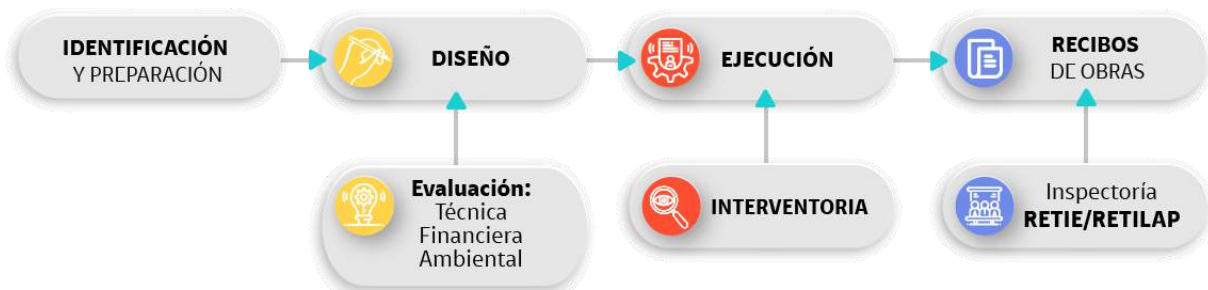 IDENTIFICACIÓN
Y PREPARACIÓN
DISEÑO
EJECUCIÓN
RECIBOS
DE OBRAS
Evaluación:
Técnica
Financiera
Ambiental
INTERVENTORIA
Inspectoría
RETIE/RETILAP